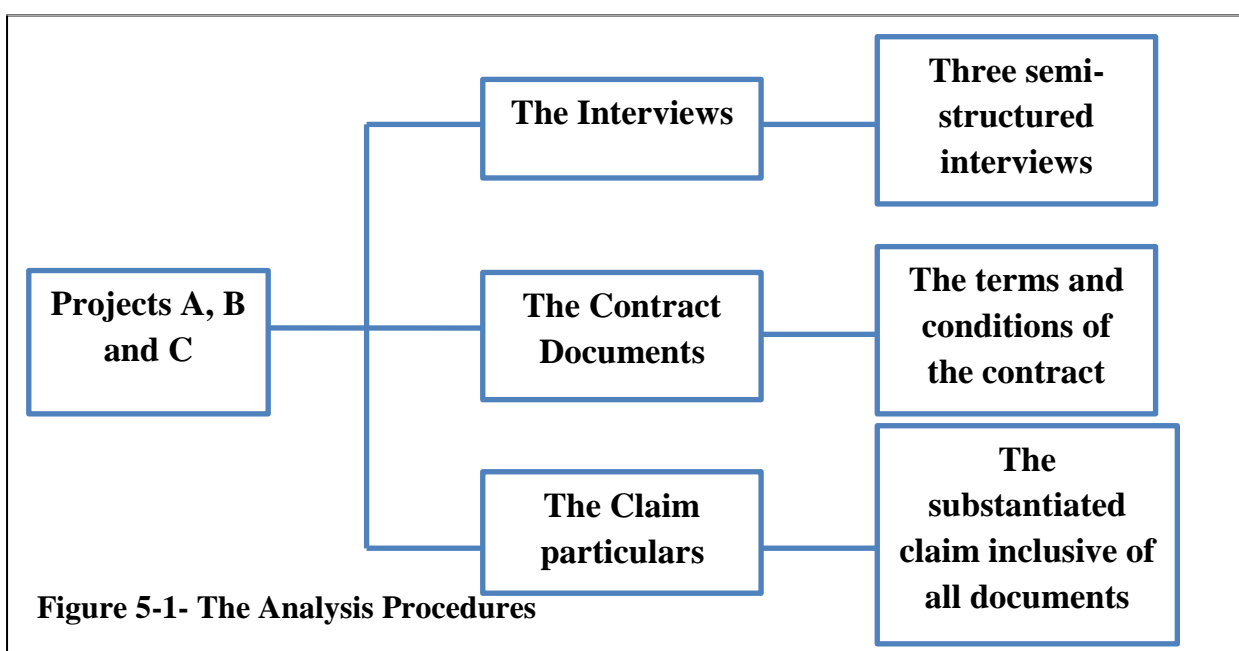 The Interviews
Three semi-
structured
interviews
Projects A, B
and C
The Contract
Documents
The terms and
conditions of
the contract
The Claim
particulars
The
substantiated
claim inclusive of
all documents
Figure 5-1- The Analysis Procedures